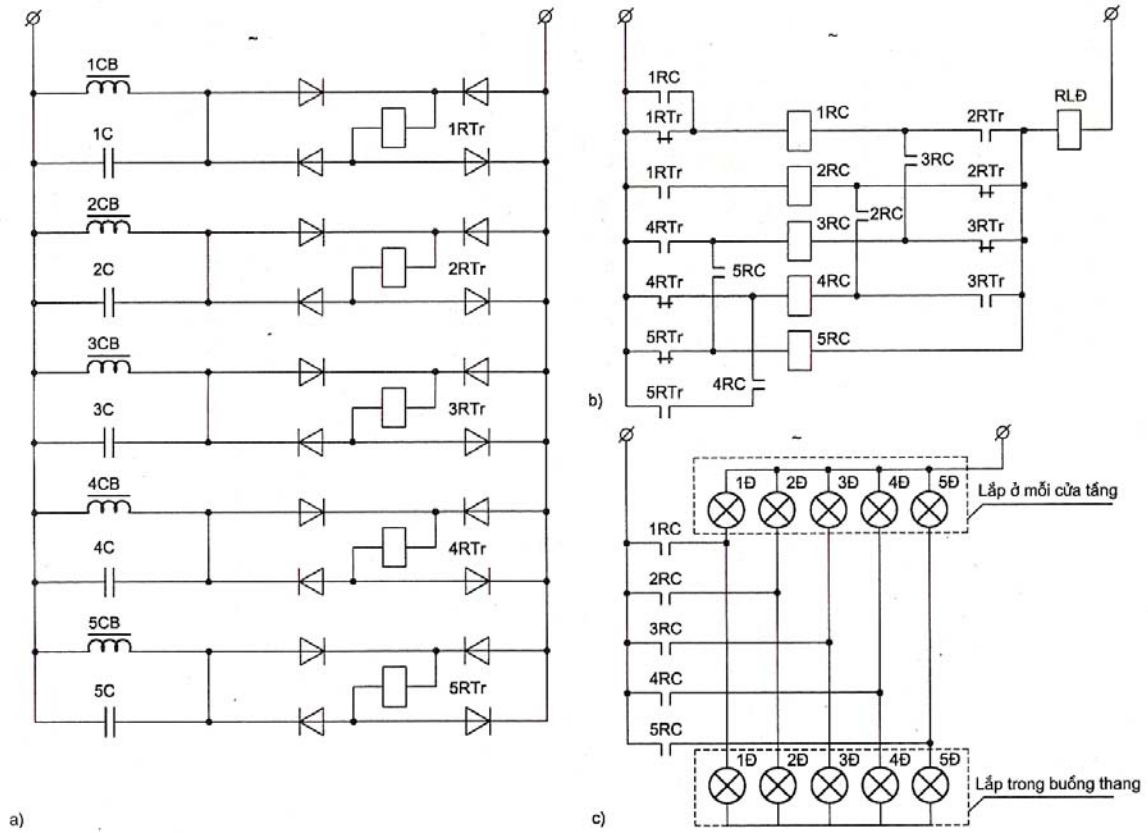 ~
1CB
1RTr
1C
2CB
2RTr
2C
3CB
3RTr
3C
4CB
4RTr
4C
5CB
5RTr
5C
a)
~
1RC
RLĐ
1RTr
1RC
2RTr
3RC
1RTr
2RC
2RTr
2RC
4RTr
3RC
3RTr
5RC
4RTr
4RC
3RTr
5RTr
5RC
4RC
5RTr
b)
~
1Đ 2Đ 3Đ 4Đ 5Đ
Lắp ở mỗi cửa tầng
1RC
2RC
3RC
4RC
5RC
1Đ 2Đ 3Đ 4Đ 5Đ
Lắp trong buồng thang
c)